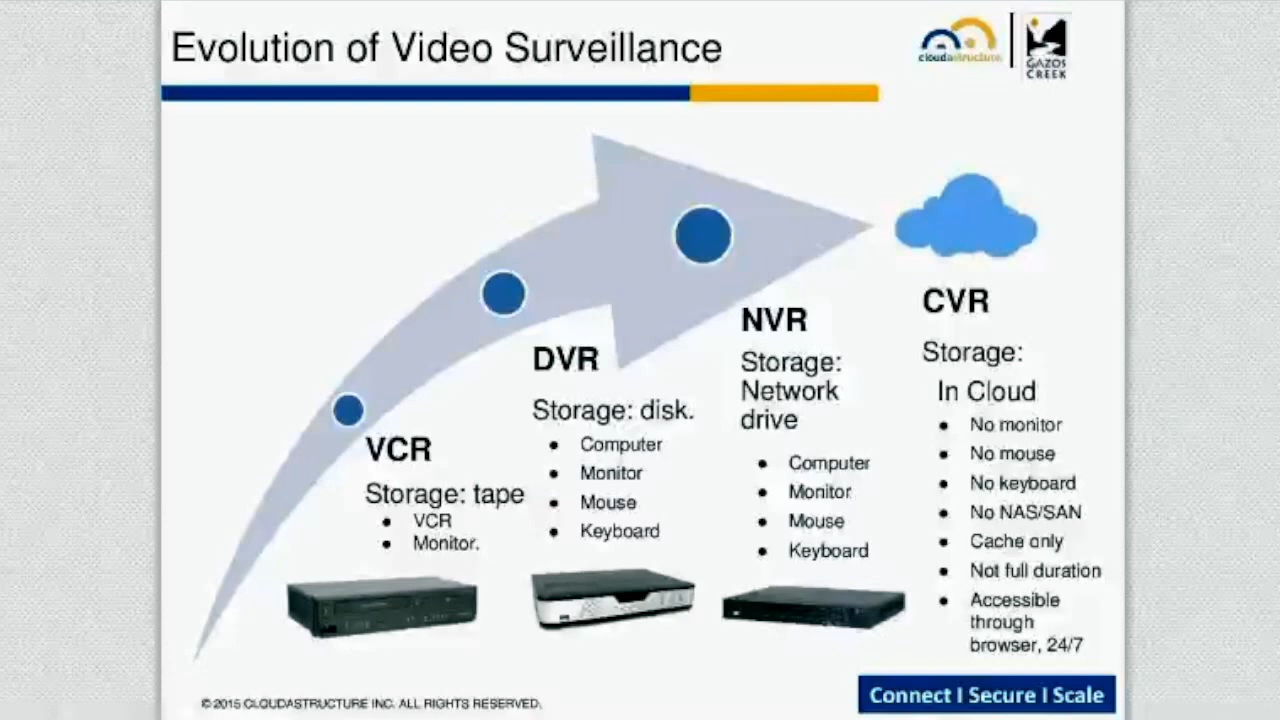 Evolution of Video Surveillance
cloudastructure
GAZOS
CREEK
VCR
Storage: tape
• VCR
• Monitor.
DVR
Storage: disk.
• Computer
• Monitor
• Mouse
• Keyboard
NVR
Storage:
Network
drive
• Computer
• Monitor
• Mouse
• Keyboard
CVR
Storage:
In Cloud
• No monitor
• No mouse
• No keyboard
• No NAS/SAN
• Cache only
• Not full duration
• Accessible
through
browser, 24/7
© 2015 CLOUDASTRUCTURE INC. ALL RIGHTS RESERVED.
Connect | Secure | Scale